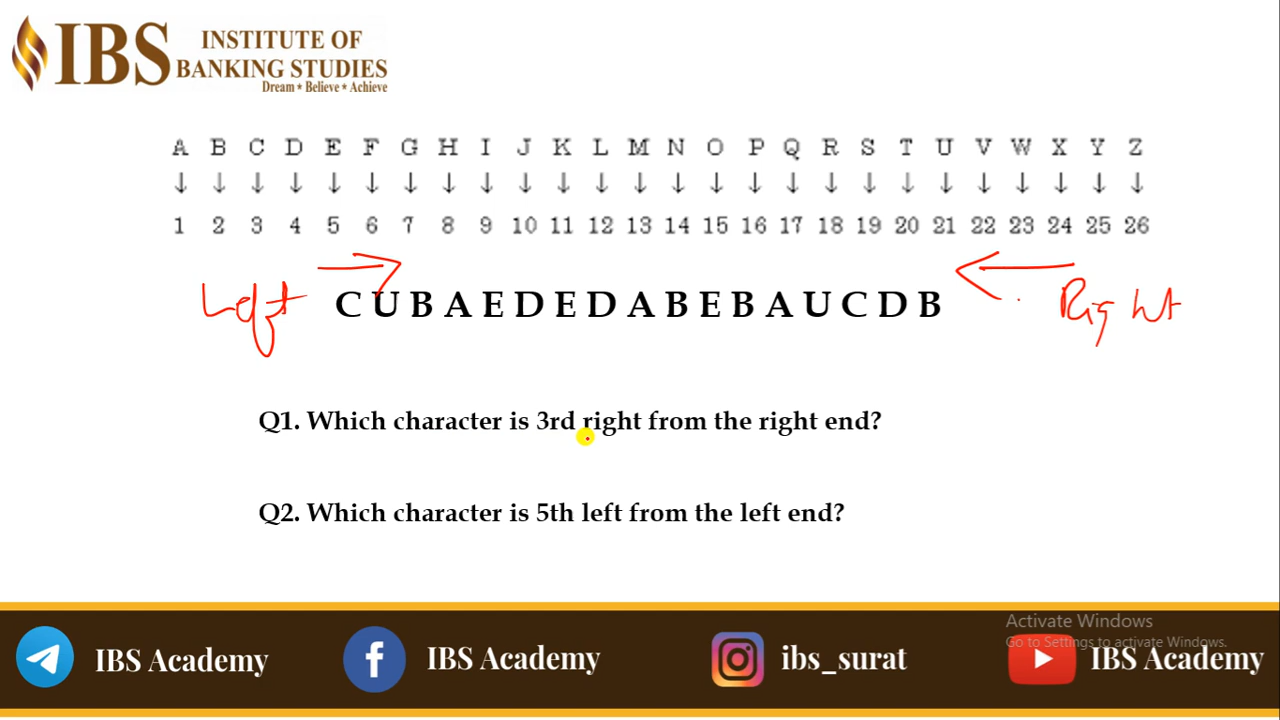 IBS INSTITUTE OF
BANKING STUDIES
Dream ★ Believe ★ Achieve
A B C D E F G H I J K L M N O P Q R S T U V W X Y Z
↓ ↓ ↓ ↓ ↓ ↓ ↓ ↓ ↓ ↓ ↓ ↓ ↓ ↓ ↓ ↓ ↓ ↓ ↓ ↓ ↓ ↓ ↓ ↓ ↓ ↓
1 2 3 4 5 6 7 8 9 10 11 12 13 14 15 16 17 18 19 20 21 22 23 24 25 26
Left C U B A E D E D A B E B A U C D B Right
Q1. Which character is 3rd right from the right end?
Q2. Which character is 5th left from the left end?
Activate Windows
Go to Settings to activate Windows.
IBS Academy IBS Academy ibs_surat IBS Academy